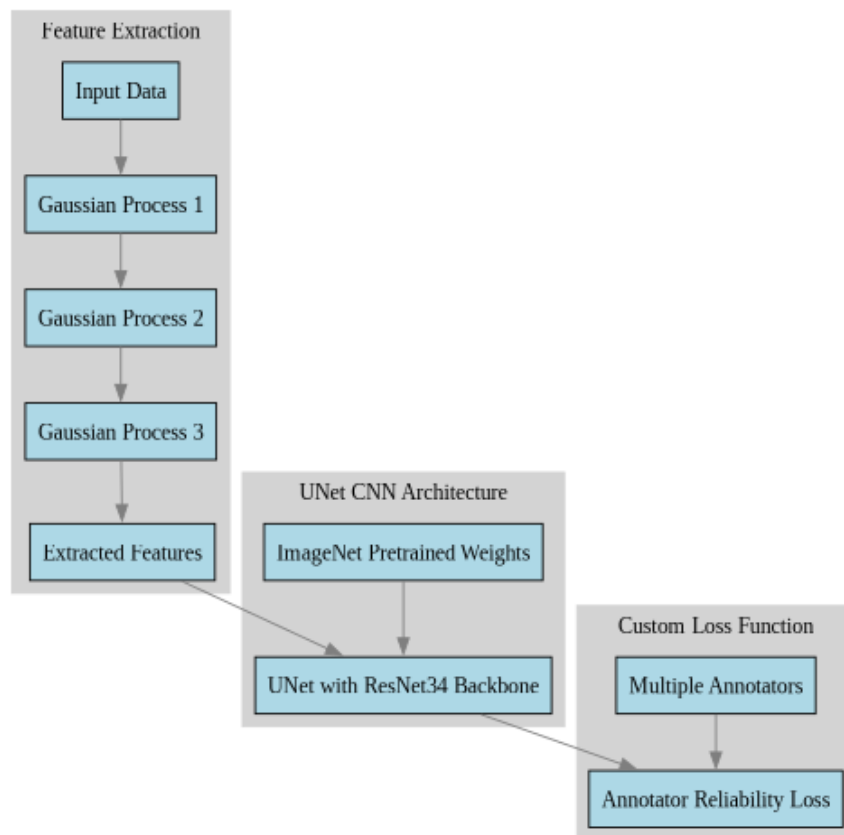 Feature Extraction
Input Data
Gaussian Process 1
Gaussian Process 2
Gaussian Process 3
Extracted Features
UNet CNN Architecture
ImageNet Pretrained Weights
UNet with ResNet34 Backbone
Custom Loss Function
Multiple Annotators
Annotator Reliability Loss